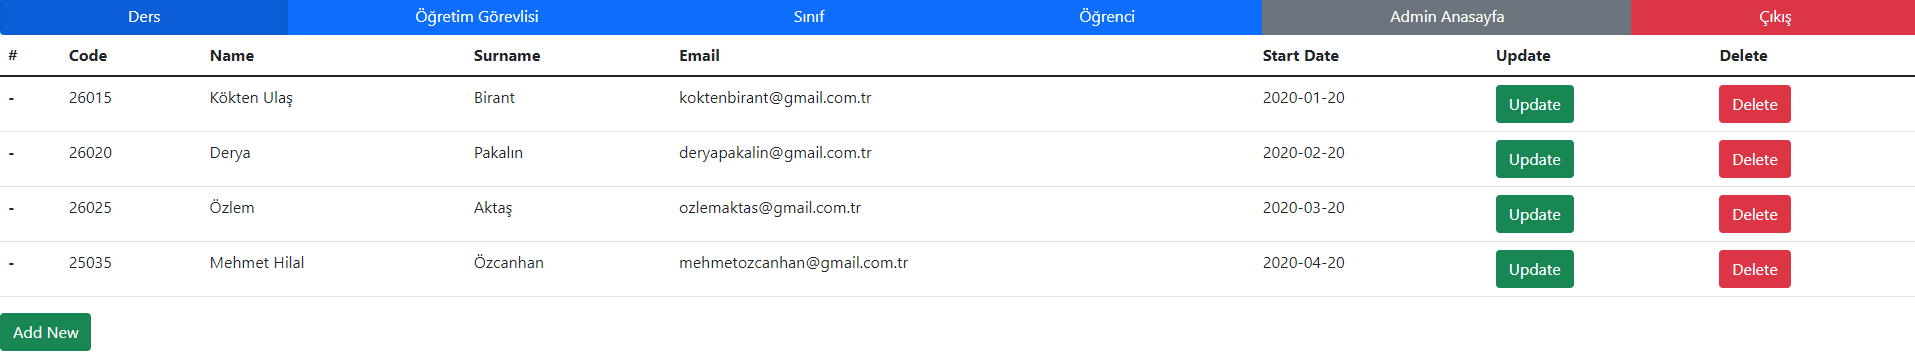 Ders Öğretim Görevlisi Sınıf Öğrenci Admin Anasayfa Çıkış
# Code Name Surname Email Start Date Update Delete
- 26015 Kökten Ulaş Birant koktenbirant@gmail.com.tr 2020-01-20 Update Delete
- 26020 Derya Pakalın deryapakalin@gmail.com.tr 2020-02-20 Update Delete
- 26025 Özlem Aktaş ozlemaktas@gmail.com.tr 2020-03-20 Update Delete
- 25035 Mehmet Hilal Özcanhan mehmetozcanhan@gmail.com.tr 2020-04-20 Update Delete
Add New